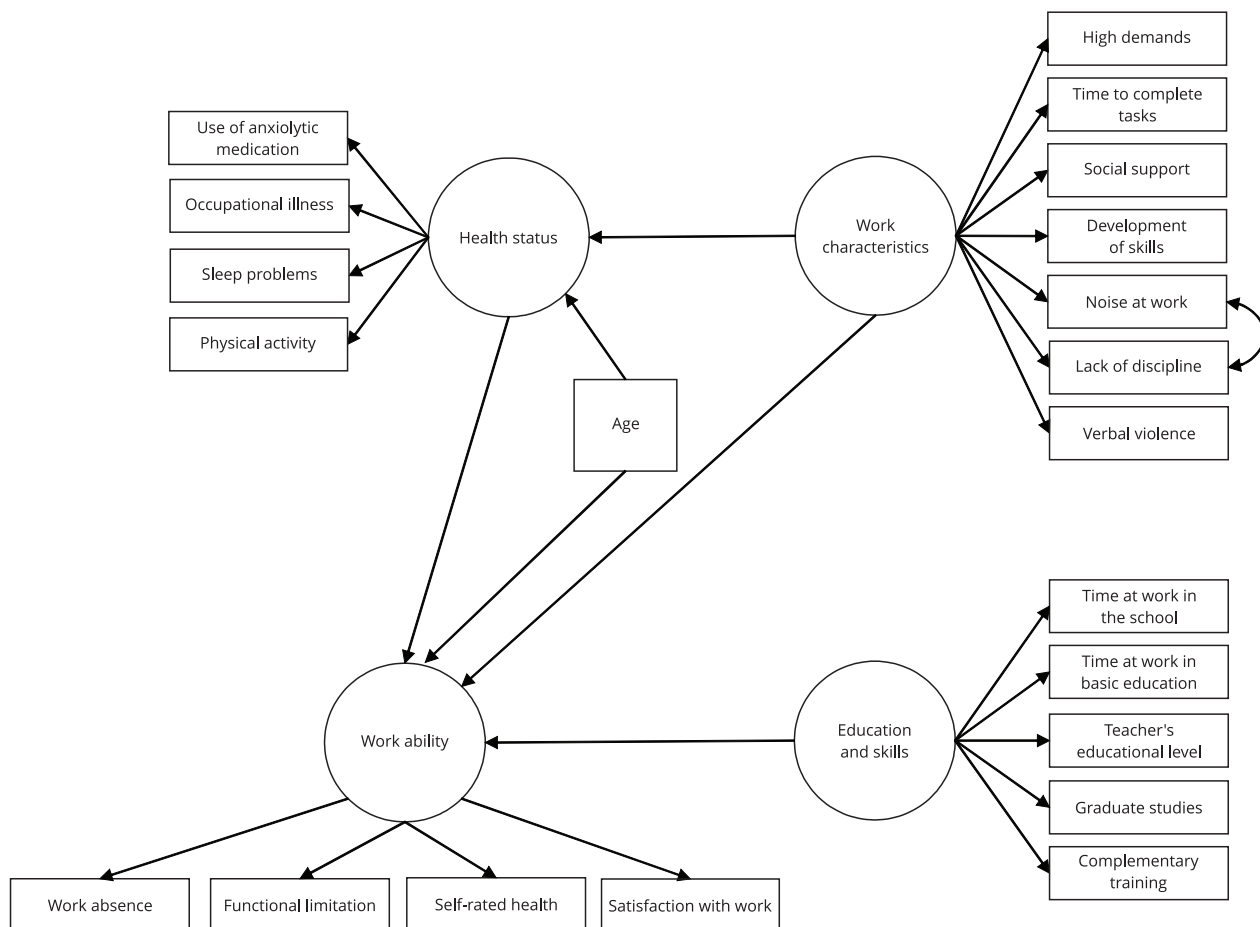 High demands
Time to complete
tasks
Social support
Development
of skills
Noise at work
Lack of discipline
Verbal violence
Use of anxiolytic
medication
Occupational illness
Sleep problems
Physical activity
Health status
Work
characteristics
Age
Work ability
Education
and skills
Time at work in
the school
Time at work in
basic education
Teacher's
educational level
Graduate studies
Complementary
training
Work absence
Functional limitation
Self-rated health
Satisfaction with work